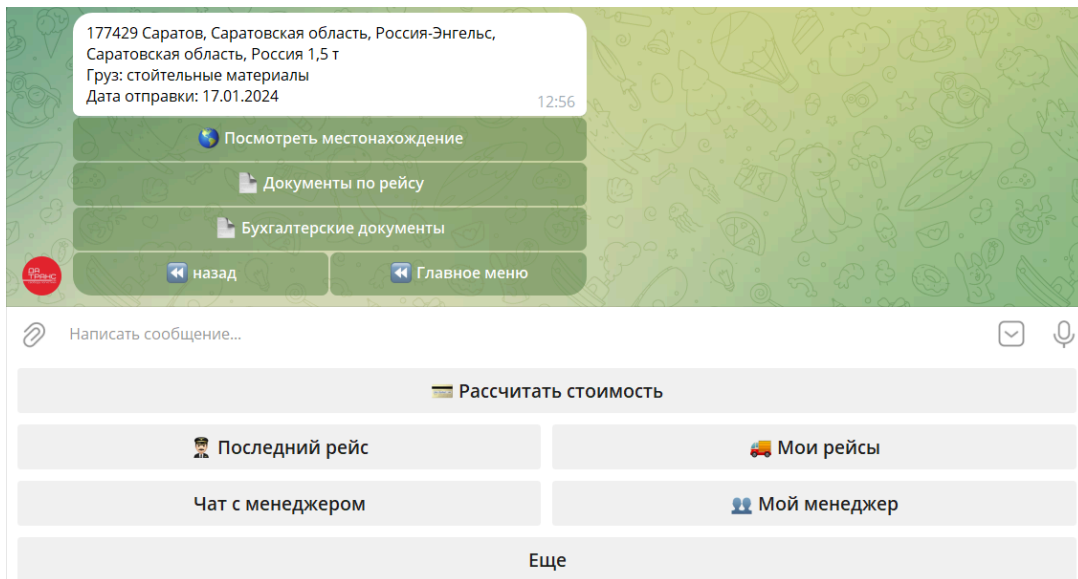 177429 Саратов, Саратовская область, Россия-Энгельс,
Саратовская область, Россия 1,5 т
Груз: стойтельные материалы
Дата отправки: 17.01.2024
12:56
Посмотреть местонахождение
Документы по рейсу
Бухгалтерские документы
назад
Главное меню
ТРАНС
Написать сообщение...
Рассчитать стоимость
Последний рейс
Мои рейсы
Чат с менеджером
Мой менеджер
Еще